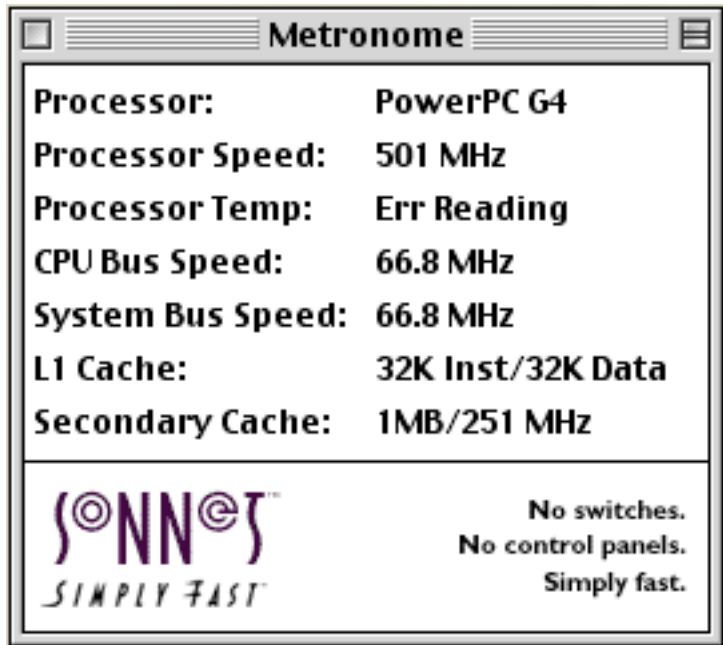 Metronome
Processor: PowerPC G4
Processor Speed: 501 MHz
Processor Temp: Err Reading
CPU Bus Speed: 66.8 MHz
System Bus Speed: 66.8 MHz
L1 Cache: 32K Inst/32K Data
Secondary Cache: 1MB/251 MHz
SONNET™
SIMPLY FAST™
No switches.
No control panels.
Simply fast.